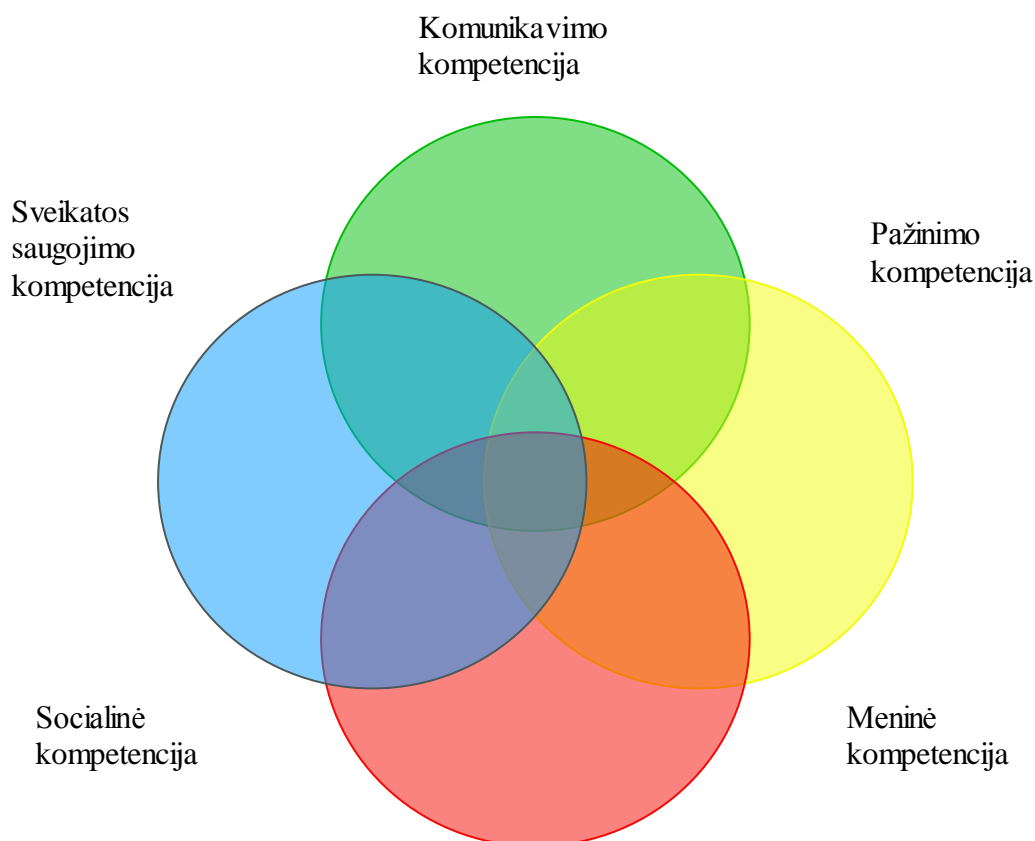 Komunikavimo
kompetencija
Sveikatos
saugojimo
kompetencija
Pažinimo
kompetencija
Socialinė
kompetencija
Meninė
kompetencija